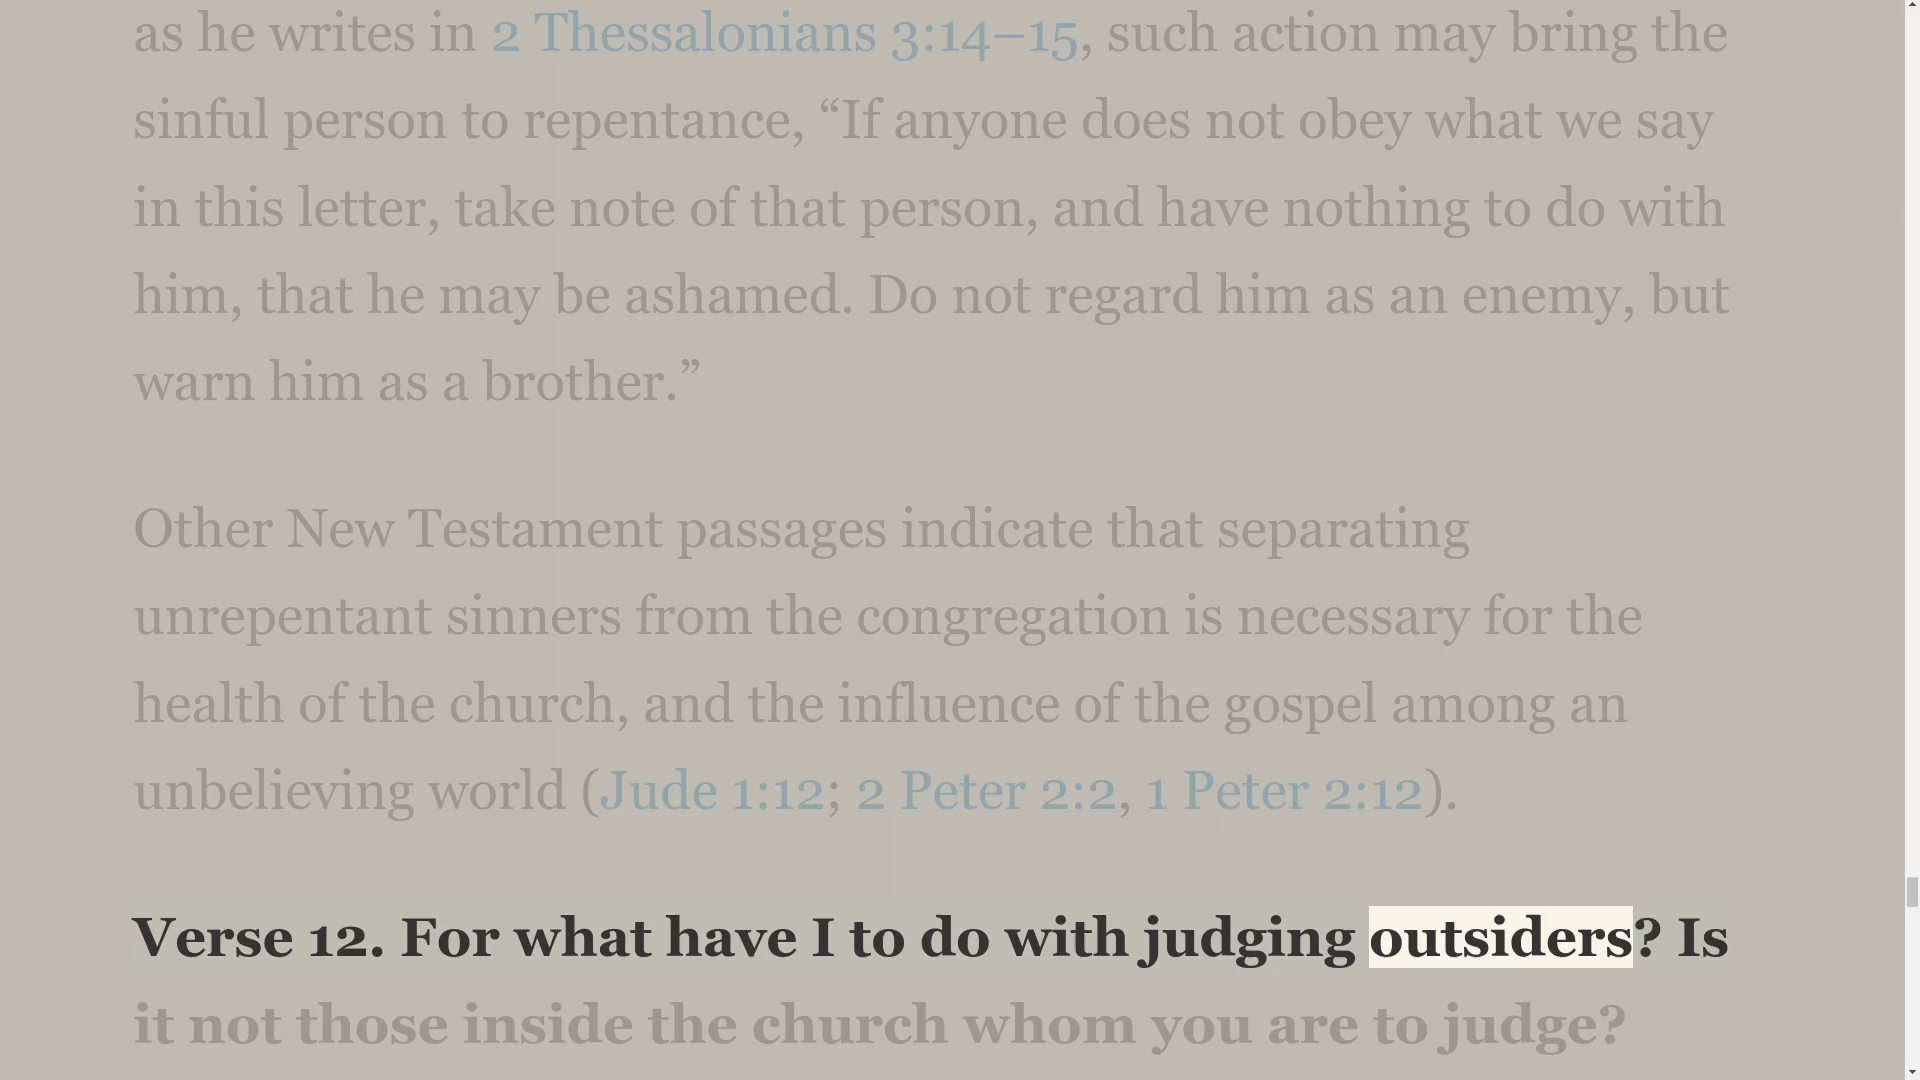 as he writes in 2 Thessalonians 3:14–15, such action may bring the
sinful person to repentance, “If anyone does not obey what we say
in this letter, take note of that person, and have nothing to do with
him, that he may be ashamed. Do not regard him as an enemy, but
warn him as a brother.”
Other New Testament passages indicate that separating
unrepentant sinners from the congregation is necessary for the
health of the church, and the influence of the gospel among an
unbelieving world (Jude 1:12; 2 Peter 2:2, 1 Peter 2:12).
Verse 12. For what have I to do with judging outsiders? Is
it not those inside the church whom you are to judge?